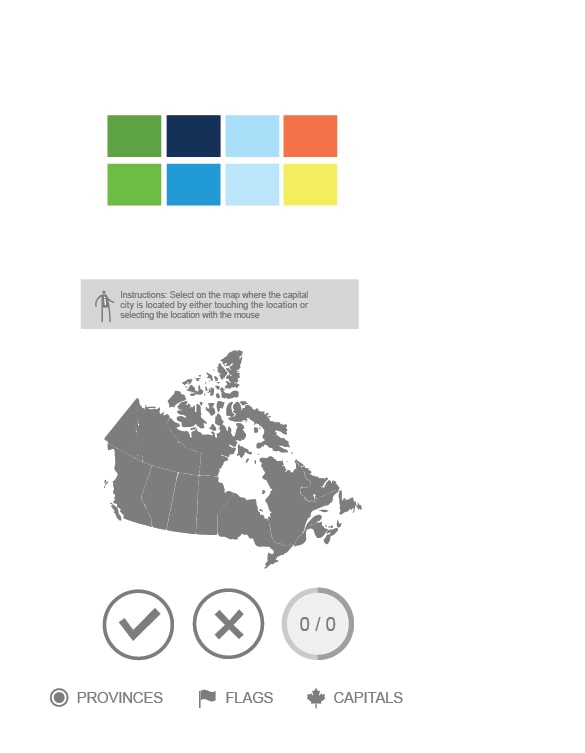 Instructions: Select on the map where the capital
city is located by either touching the location or
selecting the location with the mouse
0 / 0
PROVINCES FLAGS CAPITALS